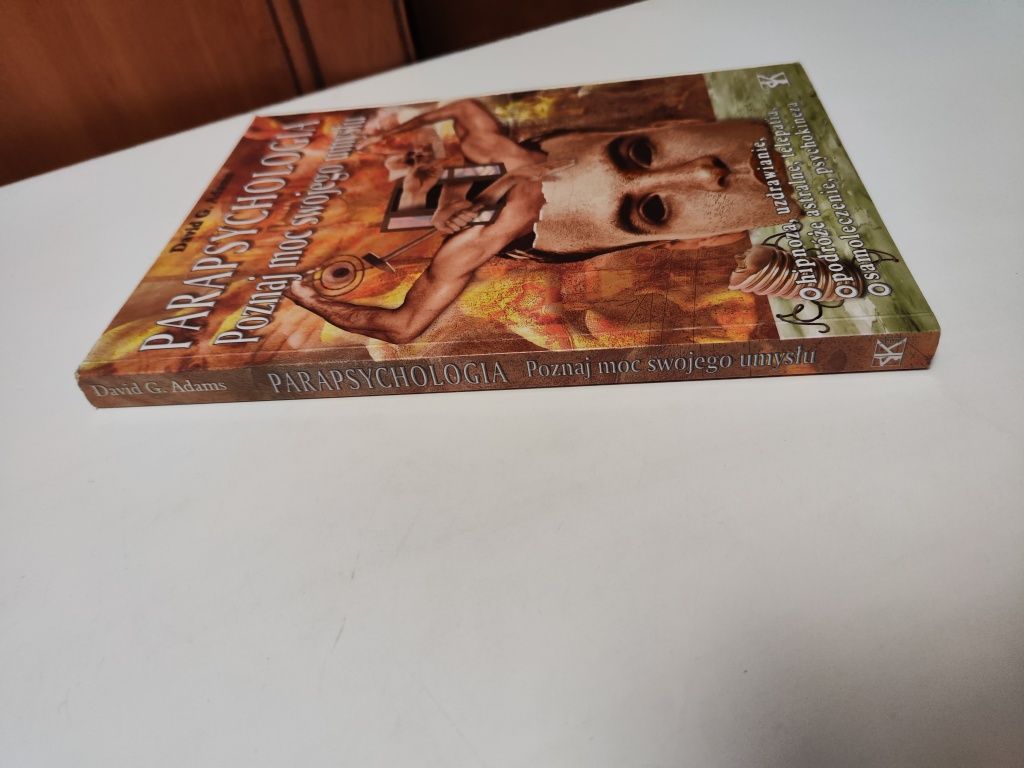 David G. Adams
PARAPSYCHOLOGIA
Poznaj moc swojego umysłu
hipnoza, uzdrawianie,
podróże astralne, telepatia,
samoleczenie, psychokineza
David G. Adams PARAPSYCHOLOGIA Poznaj moc swojego umysłu